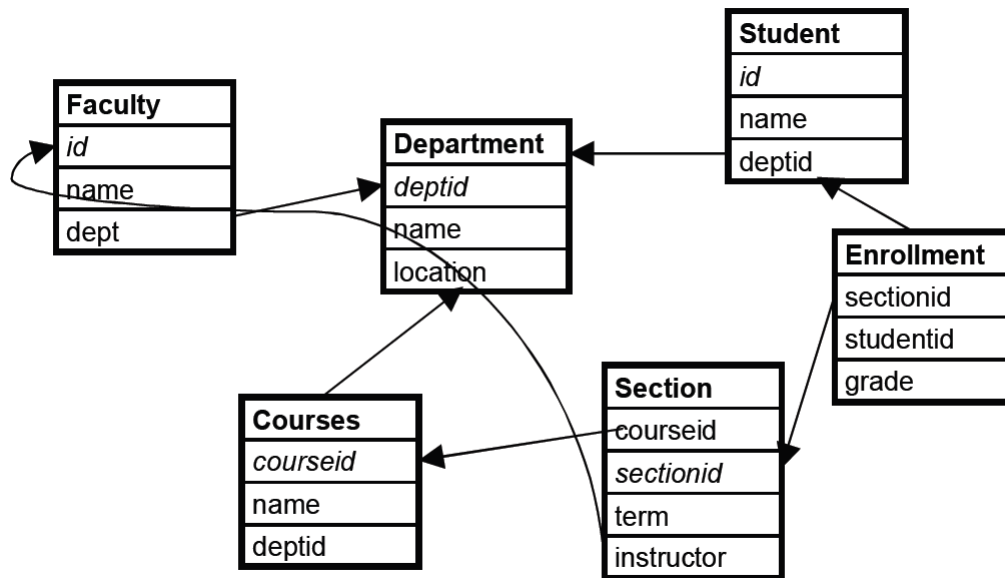 Student
id
name
deptid
Faculty
id
name
dept
Department
deptid
name
location
Enrollment
sectionid
studentid
grade
Section
courseid
sectionid
term
instructor
Courses
courseid
name
deptid